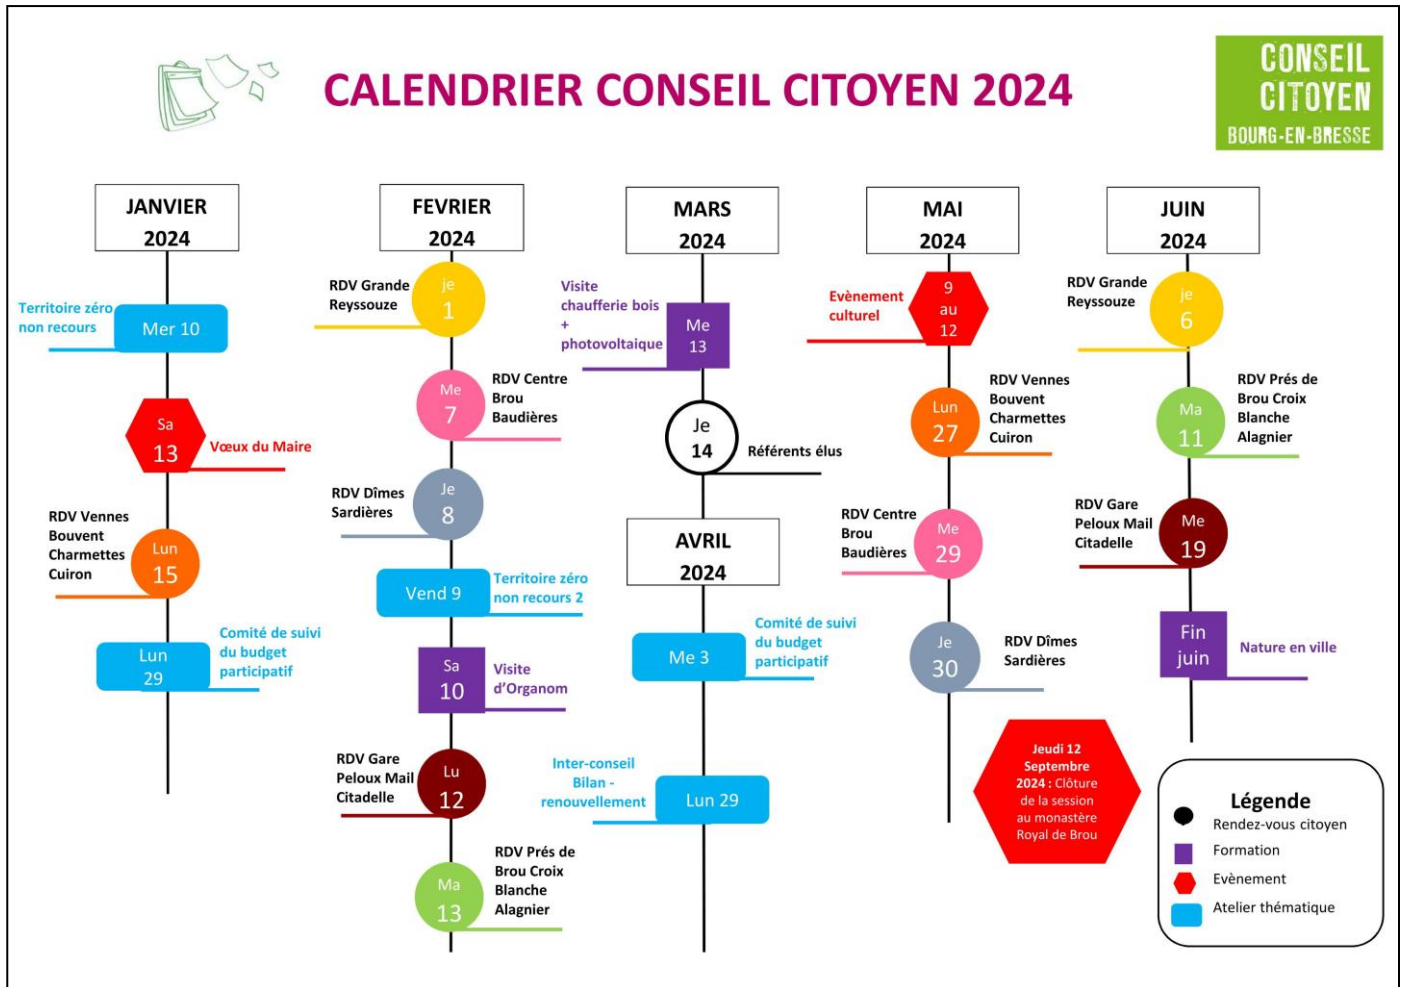 CALENDRIER CONSEIL CITOYEN 2024
CONSEIL
CITOYEN
BOURG-EN-BRESSE
JANVIER
2024
Territoire zéro
non recours
Mer 10
Sa
13
Vœux du Maire
RDV Vennes
Bouvent
Charmettes
Cuiron
Lun
15
Lun
29
Comité de suivi
du budget
participatif
FEVRIER
2024
RDV Grande
Reyssouze
je
1
Me
7
RDV Centre
Brou
Baudières
RDV Dîmes
Sardières
Je
8
Vend 9
Territoire zéro
non recours 2
Sa
10
Visite
d’Organom
RDV Gare
Peloux Mail
Citadelle
Lu
12
Ma
13
RDV Prés de
Brou Croix
Blanche
Alagnier
MARS
2024
Visite
chaufferie bois
+
photovoltaique
Me
13
Je
14
Référents élus
AVRIL
2024
Me 3
Comité de suivi
du budget
participatif
Inter-conseil
Bilan -
renouvellement
Lun 29
MAI
2024
Evènement
culturel
9
au
12
Lun
27
RDV Vennes
Bouvent
Charmettes
Cuiron
RDV Centre
Brou
Baudières
Me
29
Je
30
RDV Dîmes
Sardières
Jeudi 12
Septembre
2024 : Clôture
de la session
au monastère
Royal de Brou
JUIN
2024
RDV Grande
Reyssouze
je
6
Ma
11
RDV Prés de
Brou Croix
Blanche
Alagnier
RDV Gare
Peloux Mail
Citadelle
Me
19
Fin
juin
Nature en ville
Légende
Rendez-vous citoyen
Formation
Evènement
Atelier thématique